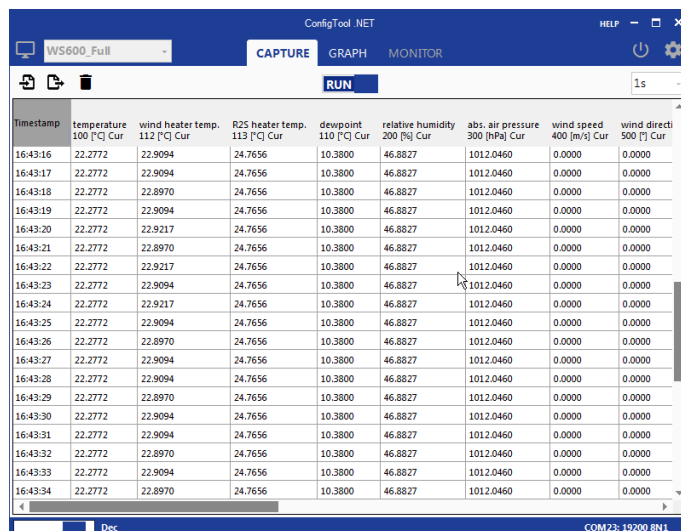 ConfigTool .NET
HELP
WS600_Full
CAPTURE GRAPH MONITOR
RUN
1s
Timestamp temperature 100 [°C] Cur wind heater temp. 112 [°C] Cur R2S heater temp. 113 [°C] Cur dewpoint 110 [°C] Cur relative humidity 200 [%] Cur abs. air pressure 300 [hPa] Cur wind speed 400 [m/s] Cur wind directi 500 [°] Cur
16:43:16 22.2772 22.9094 24.7656 10.3800 46.8827 1012.0460 0.0000 0.0000
16:43:17 22.2772 22.9094 24.7656 10.3800 46.8827 1012.0460 0.0000 0.0000
16:43:18 22.2772 22.8970 24.7656 10.3800 46.8827 1012.0460 0.0000 0.0000
16:43:19 22.2772 22.9094 24.7656 10.3800 46.8827 1012.0460 0.0000 0.0000
16:43:20 22.2772 22.9217 24.7656 10.3800 46.8827 1012.0460 0.0000 0.0000
16:43:21 22.2772 22.8970 24.7656 10.3800 46.8827 1012.0460 0.0000 0.0000
16:43:22 22.2772 22.9217 24.7656 10.3800 46.8827 1012.0460 0.0000 0.0000
16:43:23 22.2772 22.9094 24.7656 10.3800 46.8827 1012.0460 0.0000 0.0000
16:43:24 22.2772 22.9217 24.7656 10.3800 46.8827 1012.0460 0.0000 0.0000
16:43:25 22.2772 22.9094 24.7656 10.3800 46.8827 1012.0460 0.0000 0.0000
16:43:26 22.2772 22.8970 24.7656 10.3800 46.8827 1012.0460 0.0000 0.0000
16:43:27 22.2772 22.9094 24.7656 10.3800 46.8827 1012.0460 0.0000 0.0000
16:43:28 22.2772 22.9094 24.7656 10.3800 46.8827 1012.0460 0.0000 0.0000
16:43:29 22.2772 22.8970 24.7656 10.3800 46.8827 1012.0460 0.0000 0.0000
16:43:30 22.2772 22.9094 24.7656 10.3800 46.8827 1012.0460 0.0000 0.0000
16:43:31 22.2772 22.9094 24.7656 10.3800 46.8827 1012.0460 0.0000 0.0000
16:43:32 22.2772 22.8970 24.7656 10.3800 46.8827 1012.0460 0.0000 0.0000
16:43:33 22.2772 22.9094 24.7656 10.3800 46.8827 1012.0460 0.0000 0.0000
16:43:34 22.2772 22.8970 24.7656 10.3800 46.8827 1012.0460 0.0000 0.0000
Dec COM23: 19200 8N1